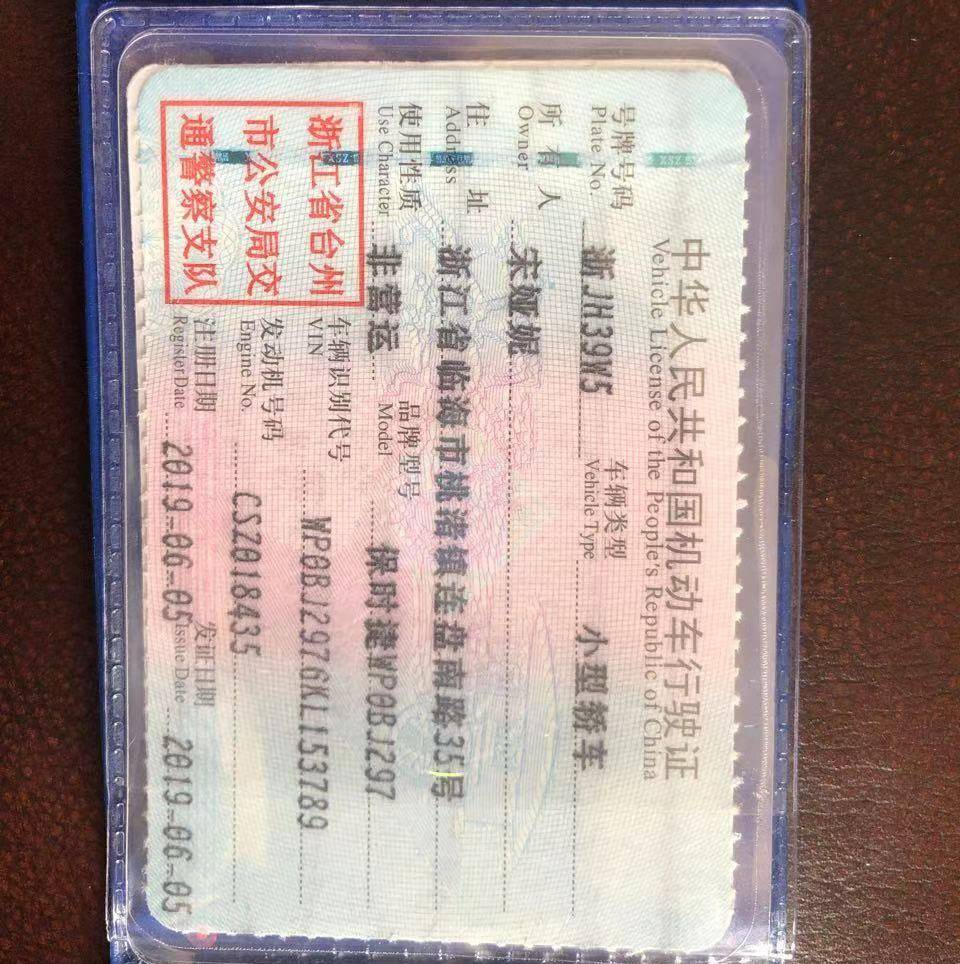 中华人民共和国机动车行驶证
Vehicle License of the People's Republic of China
号牌号码 浙JH39W5 车辆类型 小型轿车
Plate No. Vehicle Type
所有人 宋娅妮
Owner
住址 浙江省临海市桃渚镇连盘南路351号
Address
使用性质 非营运 品牌型号 保时捷WP0BJ297
Use Character Model
浙江省台州
市公安局交
通警察支队
车辆识别代号 WP0BJ2976KL153789
VIN
发动机号码 CSZ018435
Engine No.
注册日期 2019-06-05 发证日期 2019-06-05
Register Date Issue Date